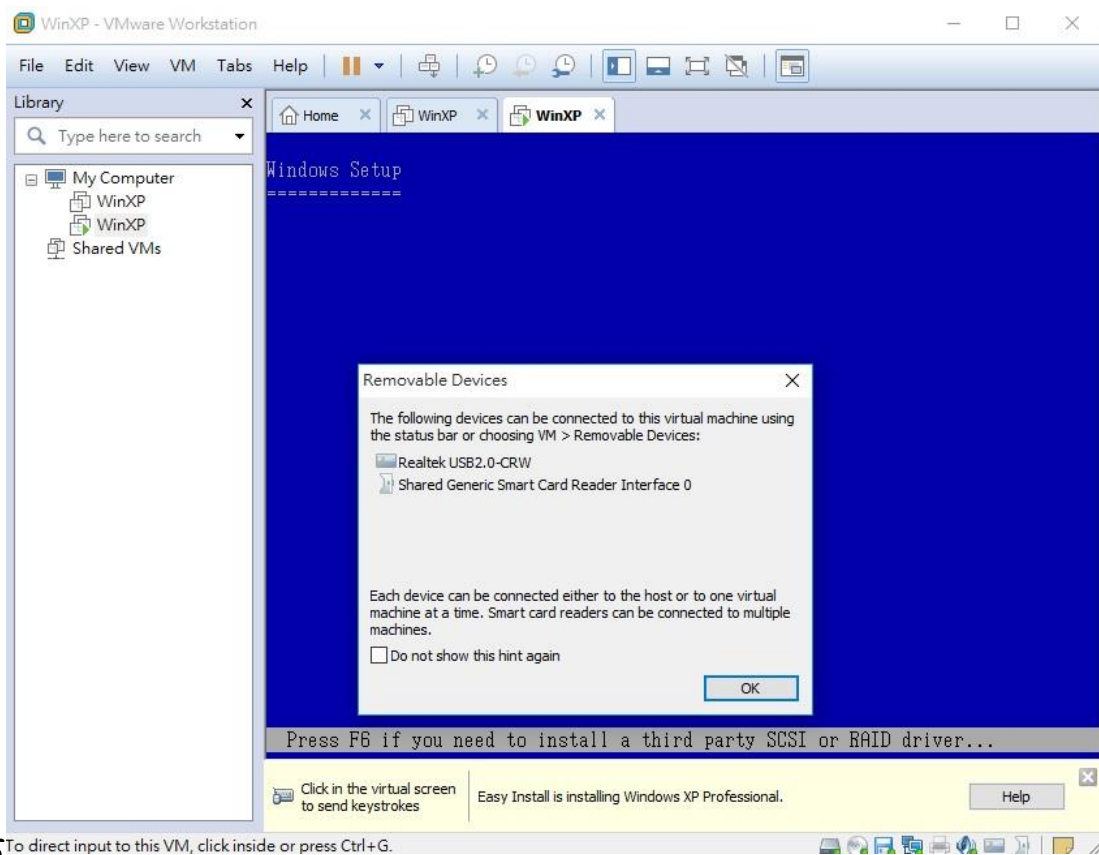 WinXP - VMware Workstation
File Edit View VM Tabs Help
Library
Type here to search
My Computer
WinXP
WinXP
Shared VMs
Home
WinXP
WinXP
Windows Setup
=============
Removable Devices
The following devices can be connected to this virtual machine using
the status bar or choosing VM > Removable Devices:
Realtek USB2.0-CRW
Shared Generic Smart Card Reader Interface 0
Each device can be connected either to the host or to one virtual
machine at a time. Smart card readers can be connected to multiple
machines.
Do not show this hint again
OK
Press F6 if you need to install a third party SCSI or RAID driver...
Click in the virtual screen
to send keystrokes
Easy Install is installing Windows XP Professional.
Help
To direct input to this VM, click inside or press Ctrl+G.